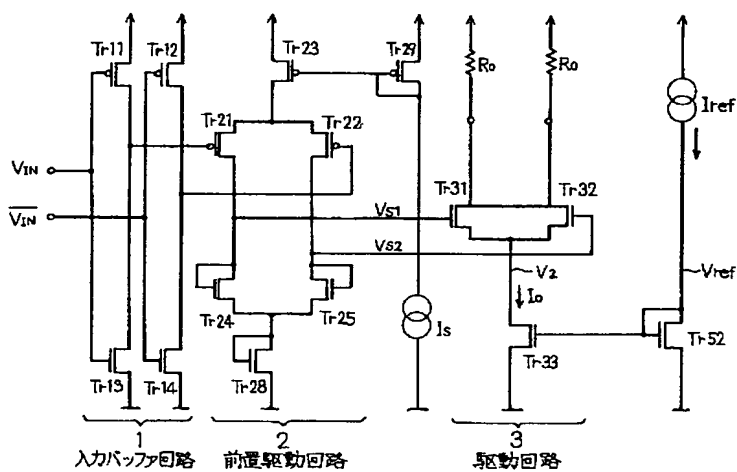 Tr11
Tr12
Tr23
Tr29
Ro
Ro
Iref
Tr21
Tr22
VIN
Tr31
Tr32
V̅I̅N̅
VS1
VS2
V2
Vref
Io
Tr24
Tr25
Is
Tr52
Tr33
Tr13
Tr14
Tr28
1
2
3
入力バッファ回路
前置駆動回路
駆動回路